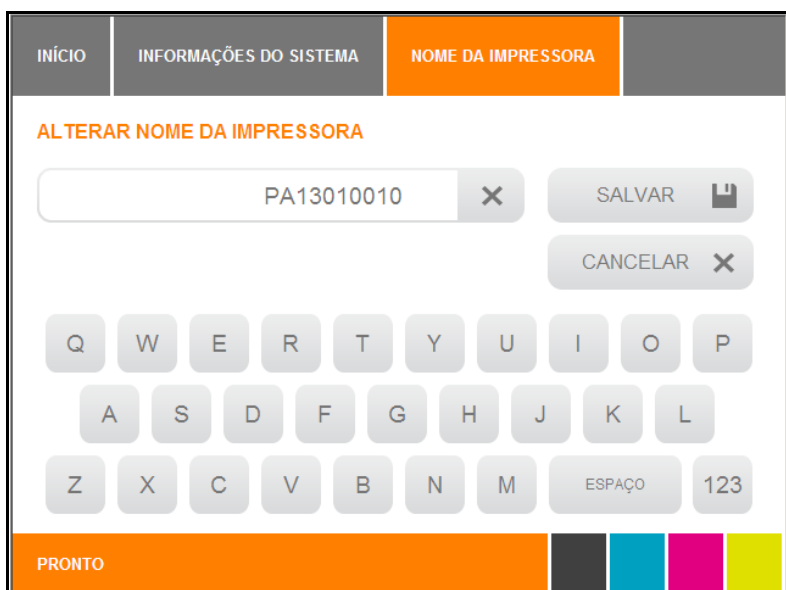 INÍCIO INFORMAÇÕES DO SISTEMA NOME DA IMPRESSORA
ALTERAR NOME DA IMPRESSORA
PA13010010 SALVAR
CANCELAR
Q W E R T Y U I O P
A S D F G H J K L
Z X C V B N M ESPAÇO 123
PRONTO